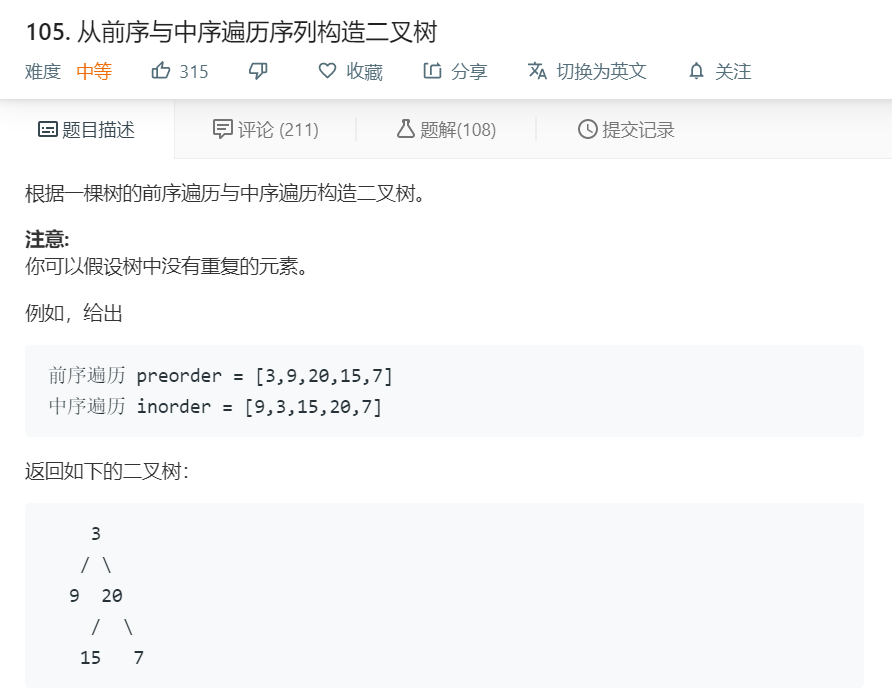 105. 从前序与中序遍历序列构造二叉树
难度 中等 315 收藏 分享 切换为英文 关注
题目描述 评论 (211) 题解(108) 提交记录
根据一棵树的前序遍历与中序遍历构造二叉树。
注意:
你可以假设树中没有重复的元素。
例如，给出
前序遍历 preorder = [3,9,20,15,7]
中序遍历 inorder = [9,3,15,20,7]
返回如下的二叉树：
3
/ \
9 20
/ \
15 7